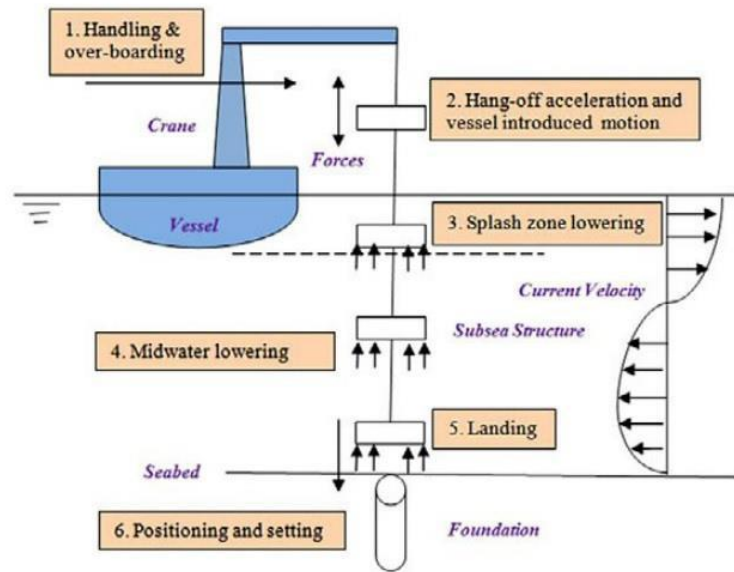 1. Handling &
over-boarding
2. Hang-off acceleration and
vessel introduced motion
Crane
Forces
Vessel
3. Splash zone lowering
Current Velocity
Subsea Structure
4. Midwater lowering
5. Landing
Seabed
6. Positioning and setting
Foundation